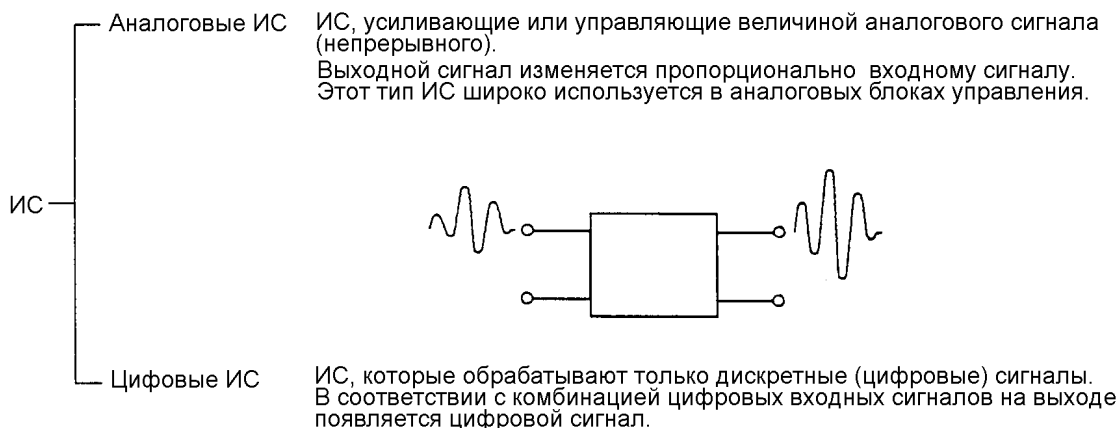 Аналоговые ИС
ИС, усиливающие или управляющие величиной аналогового сигнала
(непрерывного).
Выходной сигнал изменяется пропорционально входному сигналу.
Этот тип ИС широко используется в аналоговых блоках управления.
ИС
Цифровые ИС
ИС, которые обрабатывают только дискретные (цифровые) сигналы.
В соответствии с комбинацией цифровых входных сигналов на выходе
появляется цифровой сигнал.